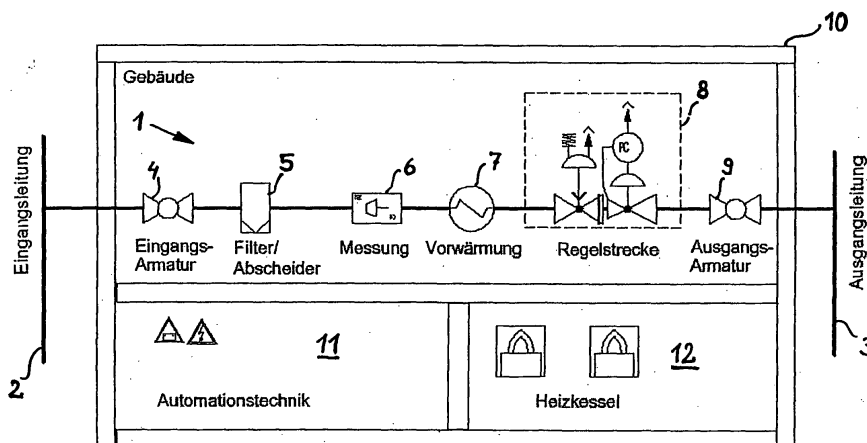 10
Gebäude
8
1
Eingangsleitung
4
5
6
7
PC
9
Ausgangsleitung
Eingangs-
Armatur
Filter/
Abscheider
Messung
Vorwärmung
Regelstrecke
Ausgangs-
Armatur
11
12
2
3
Automationstechnik
Heizkessel